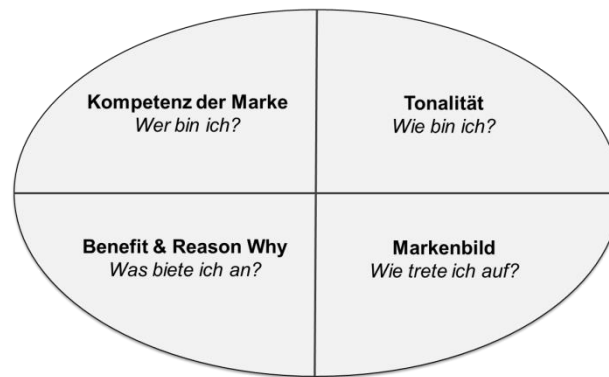 Kompetenz der Marke
Wer bin ich?
Tonalität
Wie bin ich?
Benefit & Reason Why
Was biete ich an?
Markenbild
Wie trete ich auf?